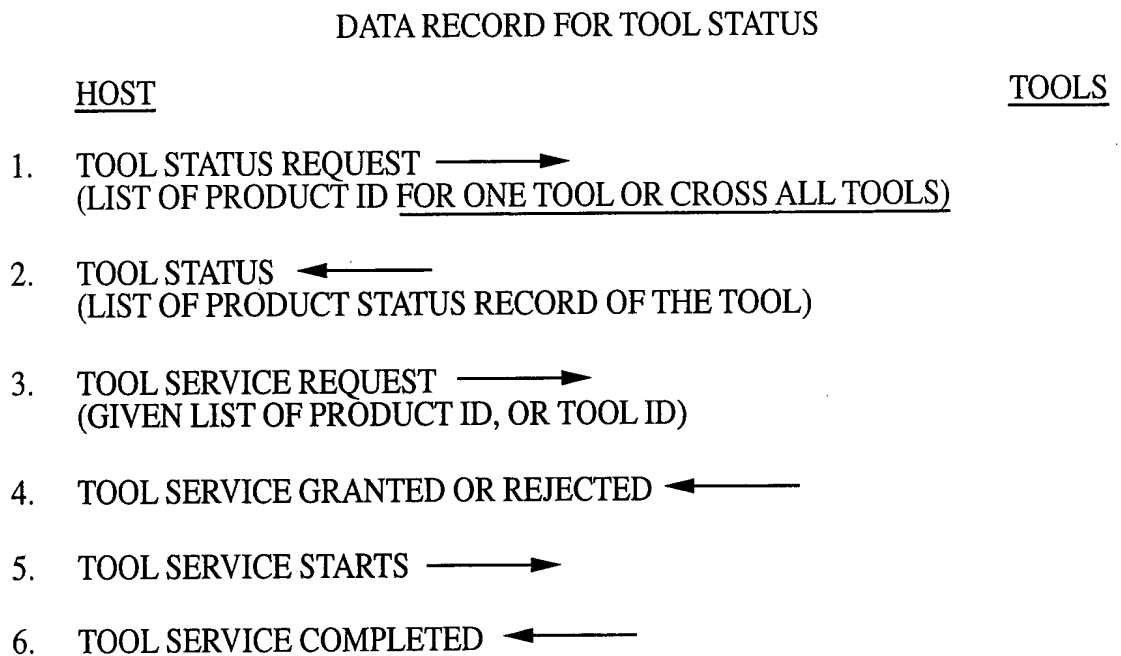 DATA RECORD FOR TOOL STATUS
HOST TOOLS
1. TOOL STATUS REQUEST
(LIST OF PRODUCT ID FOR ONE TOOL OR CROSS ALL TOOLS)
2. TOOL STATUS
(LIST OF PRODUCT STATUS RECORD OF THE TOOL)
3. TOOL SERVICE REQUEST
(GIVEN LIST OF PRODUCT ID, OR TOOL ID)
4. TOOL SERVICE GRANTED OR REJECTED
5. TOOL SERVICE STARTS
6. TOOL SERVICE COMPLETED